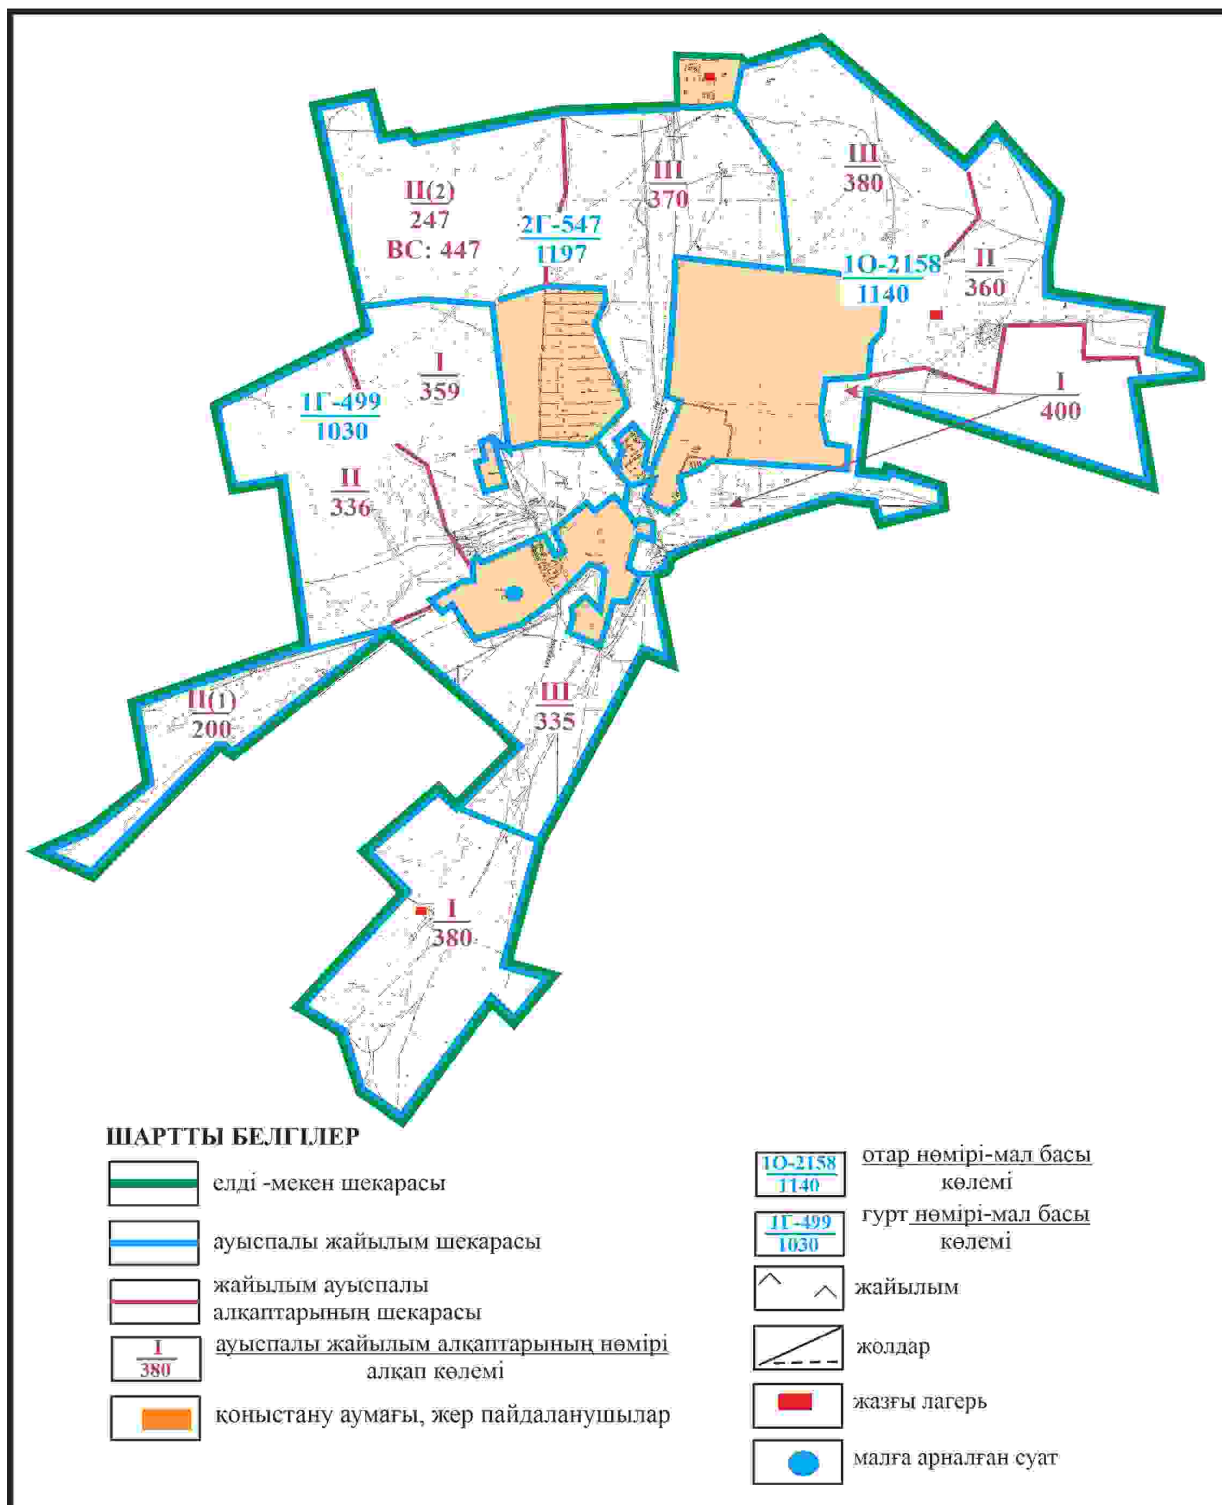 III
380
III
370
II(2)
247
ВС: 447
2Г-547
1197
I
1О-2158
1140
II
360
I
359
I
400
1Г-499
1030
II
336
II(1)
200
III
335
I
380
ШАРТТЫ БЕЛГІЛЕР
елді -мекен шекарасы
ауыспалы жайылым шекарасы
жайылым ауыспалы
алқаптарының шекарасы
I
380
ауыспалы жайылым алқаптарының нөмірі
алқап көлемі
қоныстану аумағы, жер пайдаланушылар
1О-2158
1140
отар нөмірі-мал басы
көлемі
1Г-499
1030
гурт нөмірі-мал басы
көлемі
жайылым
жолдар
жазғы лагерь
малға арналған суат